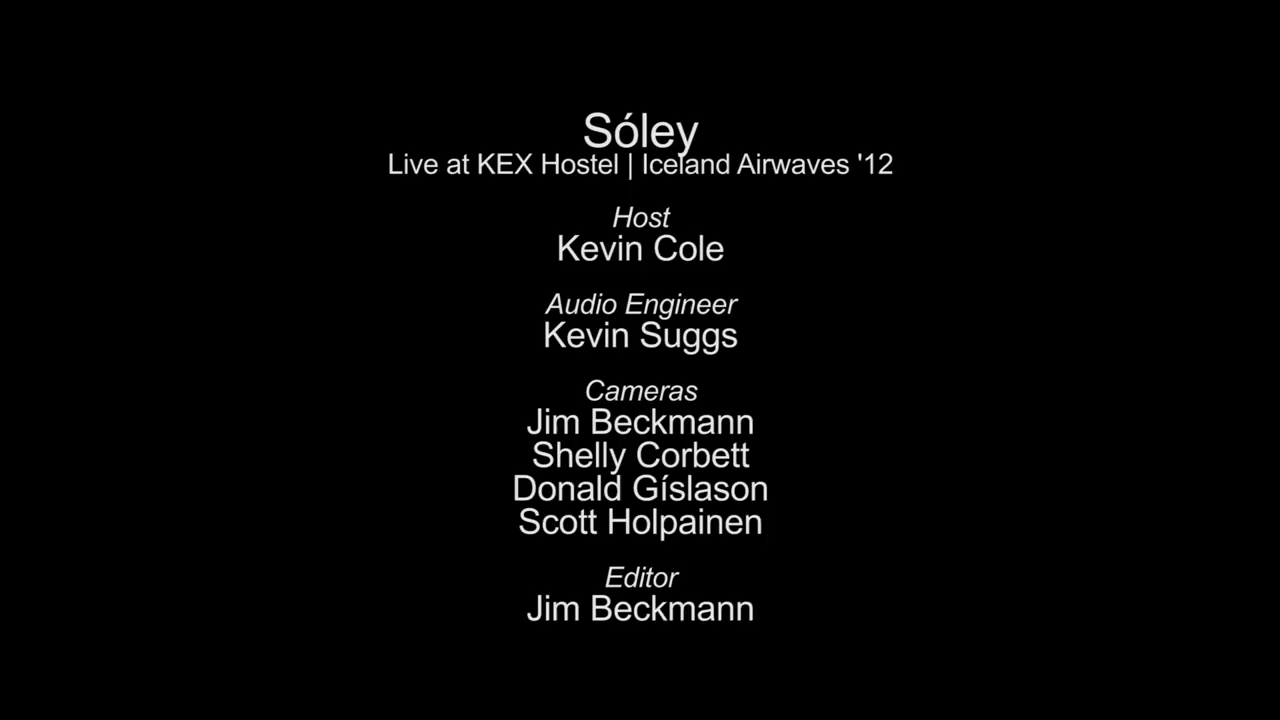 Sóley
Live at KEX Hostel | Iceland Airwaves '12
Host
Kevin Cole
Audio Engineer
Kevin Suggs
Cameras
Jim Beckmann
Shelly Corbett
Donald Gíslason
Scott Holpainen
Editor
Jim Beckmann